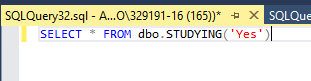 SQLQuery32.sql - A...O\329191-16 (165))*
SQLQuery
SELECT * FROM dbo.STUDYING('Yes')